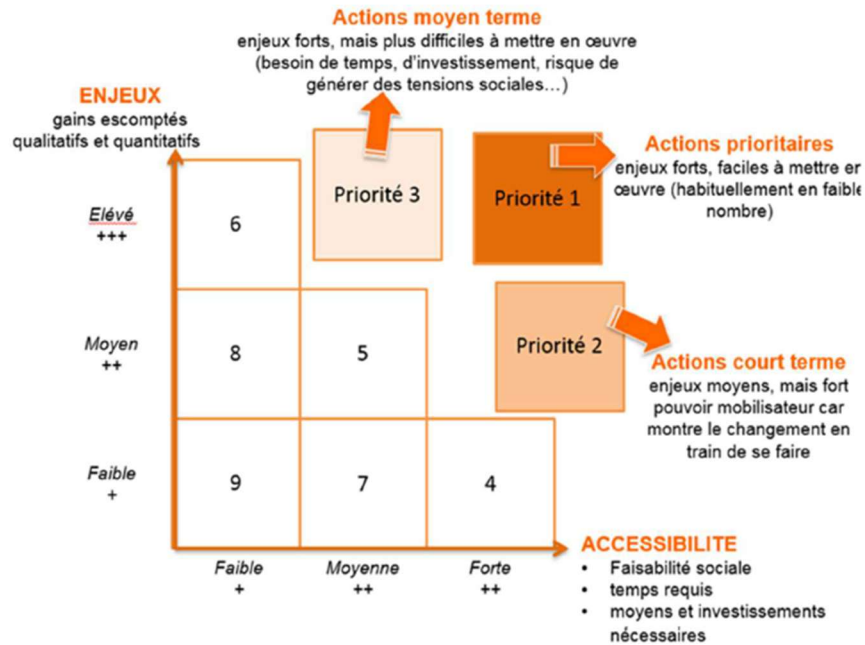 Actions moyen terme
enjeux forts, mais plus difficiles à mettre en œuvre
(besoin de temps, d'investissement, risque de
générer des tensions sociales…)
ENJEUX
gains escomptés
qualitatifs et quantitatifs
Actions prioritaires
enjeux forts, faciles à mettre en
œuvre (habituellement en faible
nombre)
Priorité 3
Priorité 1
Elévé
+++
6
Priorité 2
Moyen
++
8
5
Actions court terme
enjeux moyens, mais fort
pouvoir mobilisateur car
montre le changement en
train de se faire
Faible
+
9
7
4
Faible
+
Moyenne
++
Forte
++
ACCESSIBILITE
• Faisabilité sociale
• temps requis
• moyens et investissements
nécessaires